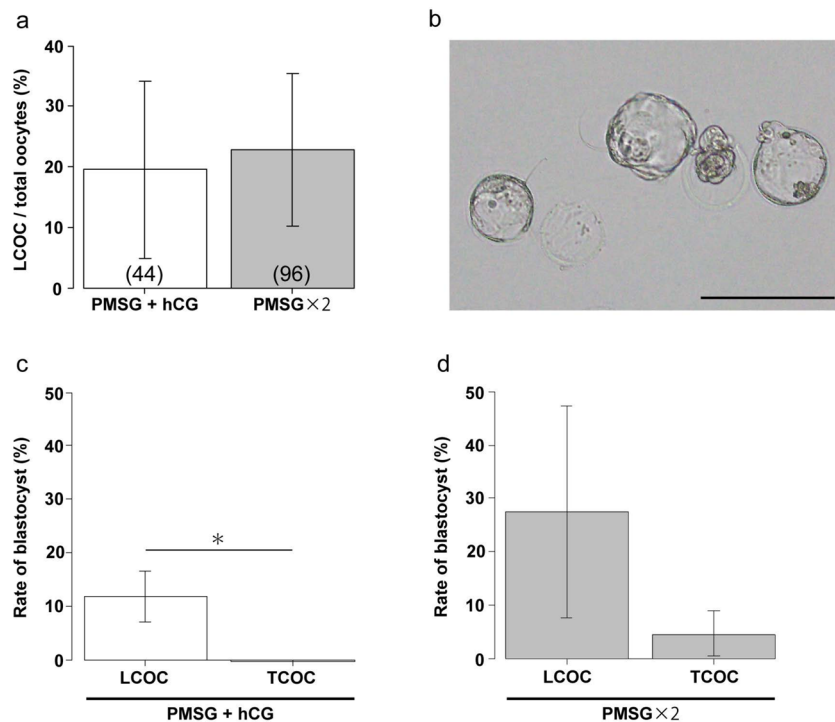 a
LCOC / total oocytes (%)
40
30
20
10
0
(44)
(96)
PMSG + hCG
PMSG×2
b
c
Rate of blastocyst (%)
50
40
30
20
10
0
*
LCOC
TCOC
PMSG + hCG
d
Rate of blastocyst (%)
50
40
30
20
10
0
LCOC
TCOC
PMSG×2